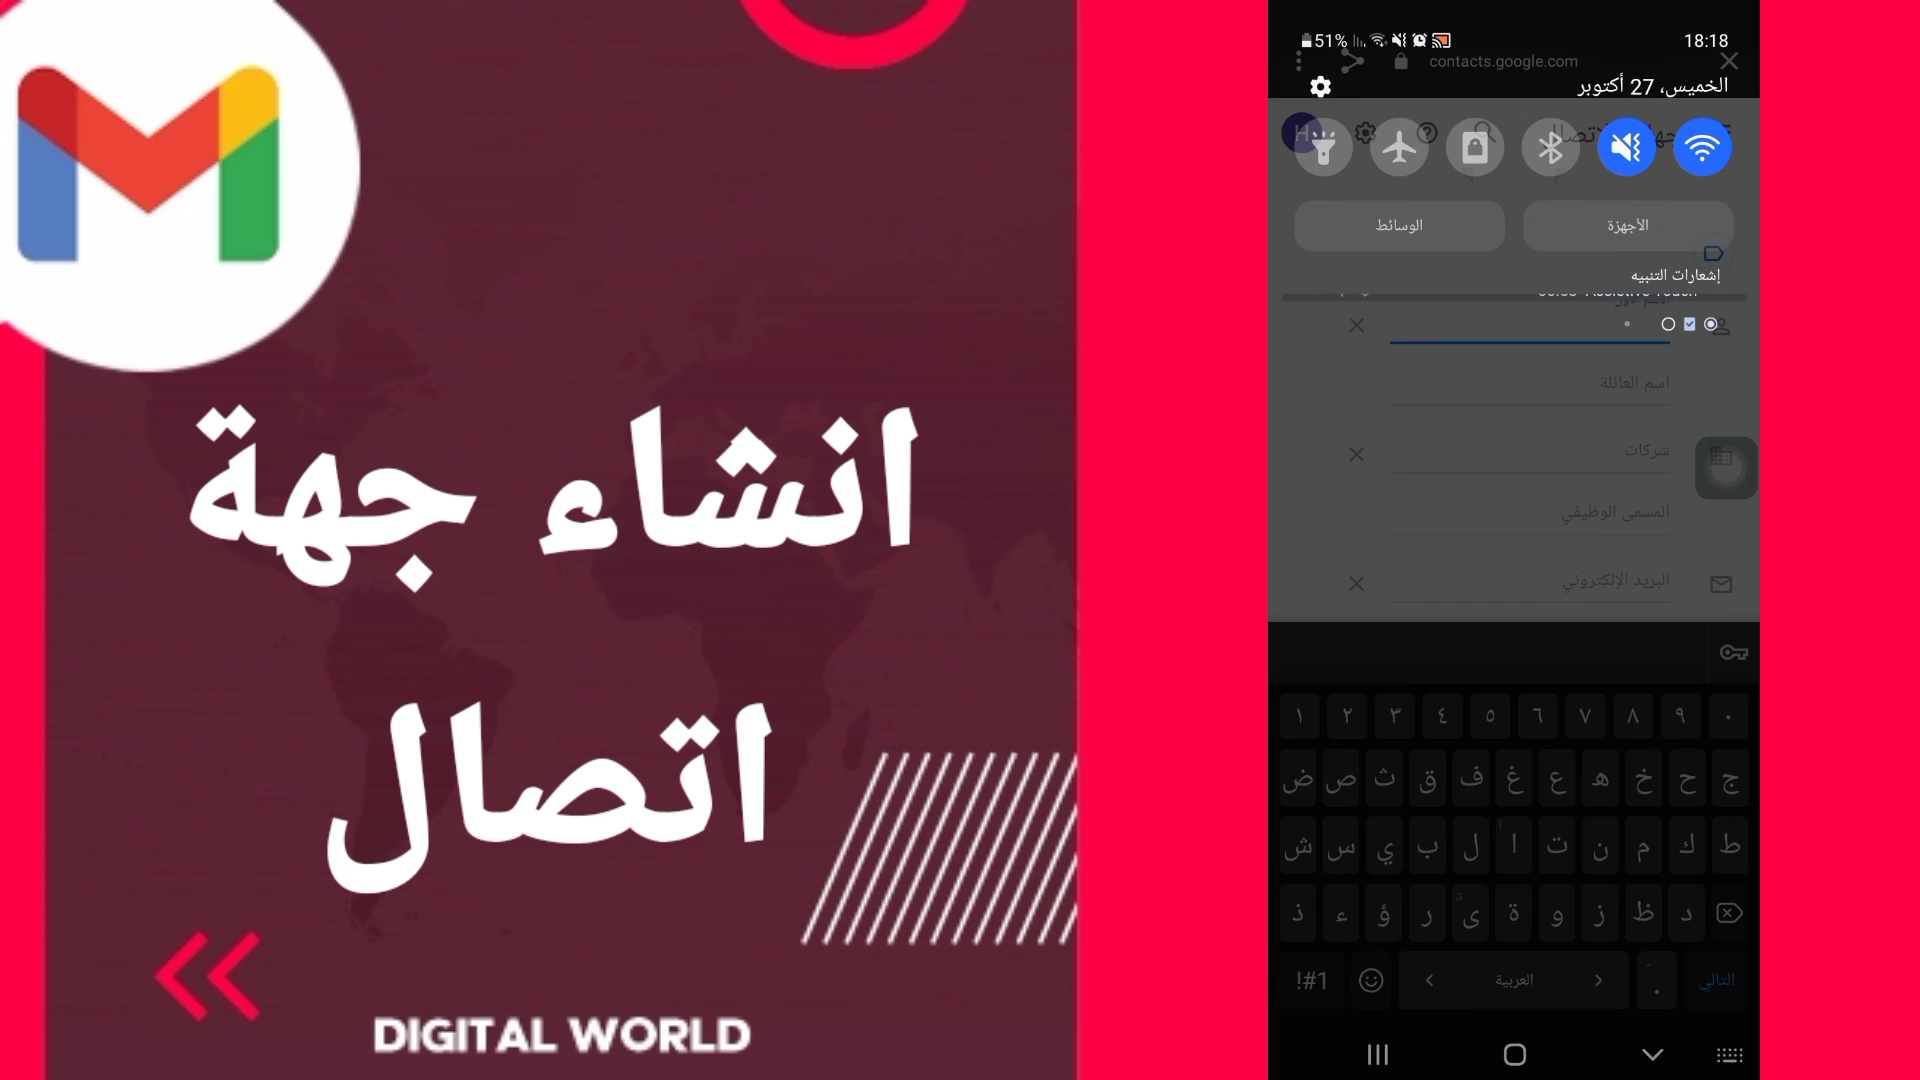 انشاء جهة
اتصال
DIGITAL WORLD
51%
18:18
contacts.google.com
الخميس، 27 أكتوبر
H
الوسائط
الأجهزة
إشعارات التنبيه
اسم العائلة
شركات
المسمى الوظيفي
البريد الإلكتروني
١ ٢ ٣ ٤ ٥ ٦ ٧ ٨ ٩ ٠
ض ص ث ق ف غ ع ه خ ح ج
ش س ي ب ل ا ت ن م ك ط
ذ ء ؤ ر ى ة و ز ظ د
!#1
العربية
.
التالي